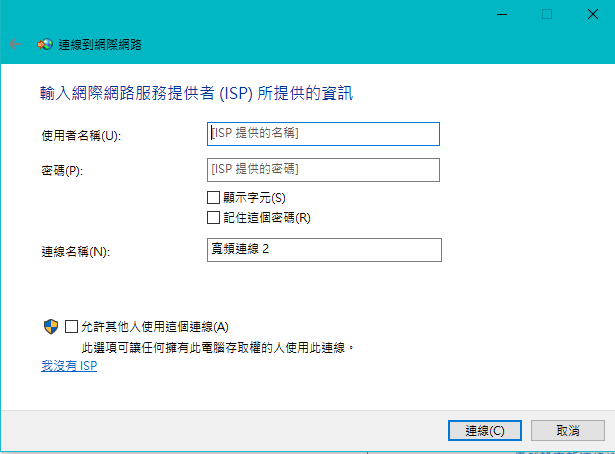 連線到網際網路
輸入網際網路服務提供者 (ISP) 所提供的資訊
使用者名稱(U):
[ISP 提供的名稱]
密碼(P):
[ISP 提供的密碼]
顯示字元(S)
記住這個密碼(R)
連線名稱(N):
寬頻連線 2
允許其他人使用這個連線(A)
此選項可讓任何擁有此電腦存取權的人使用此連線。
我沒有 ISP
連線(C)
取消